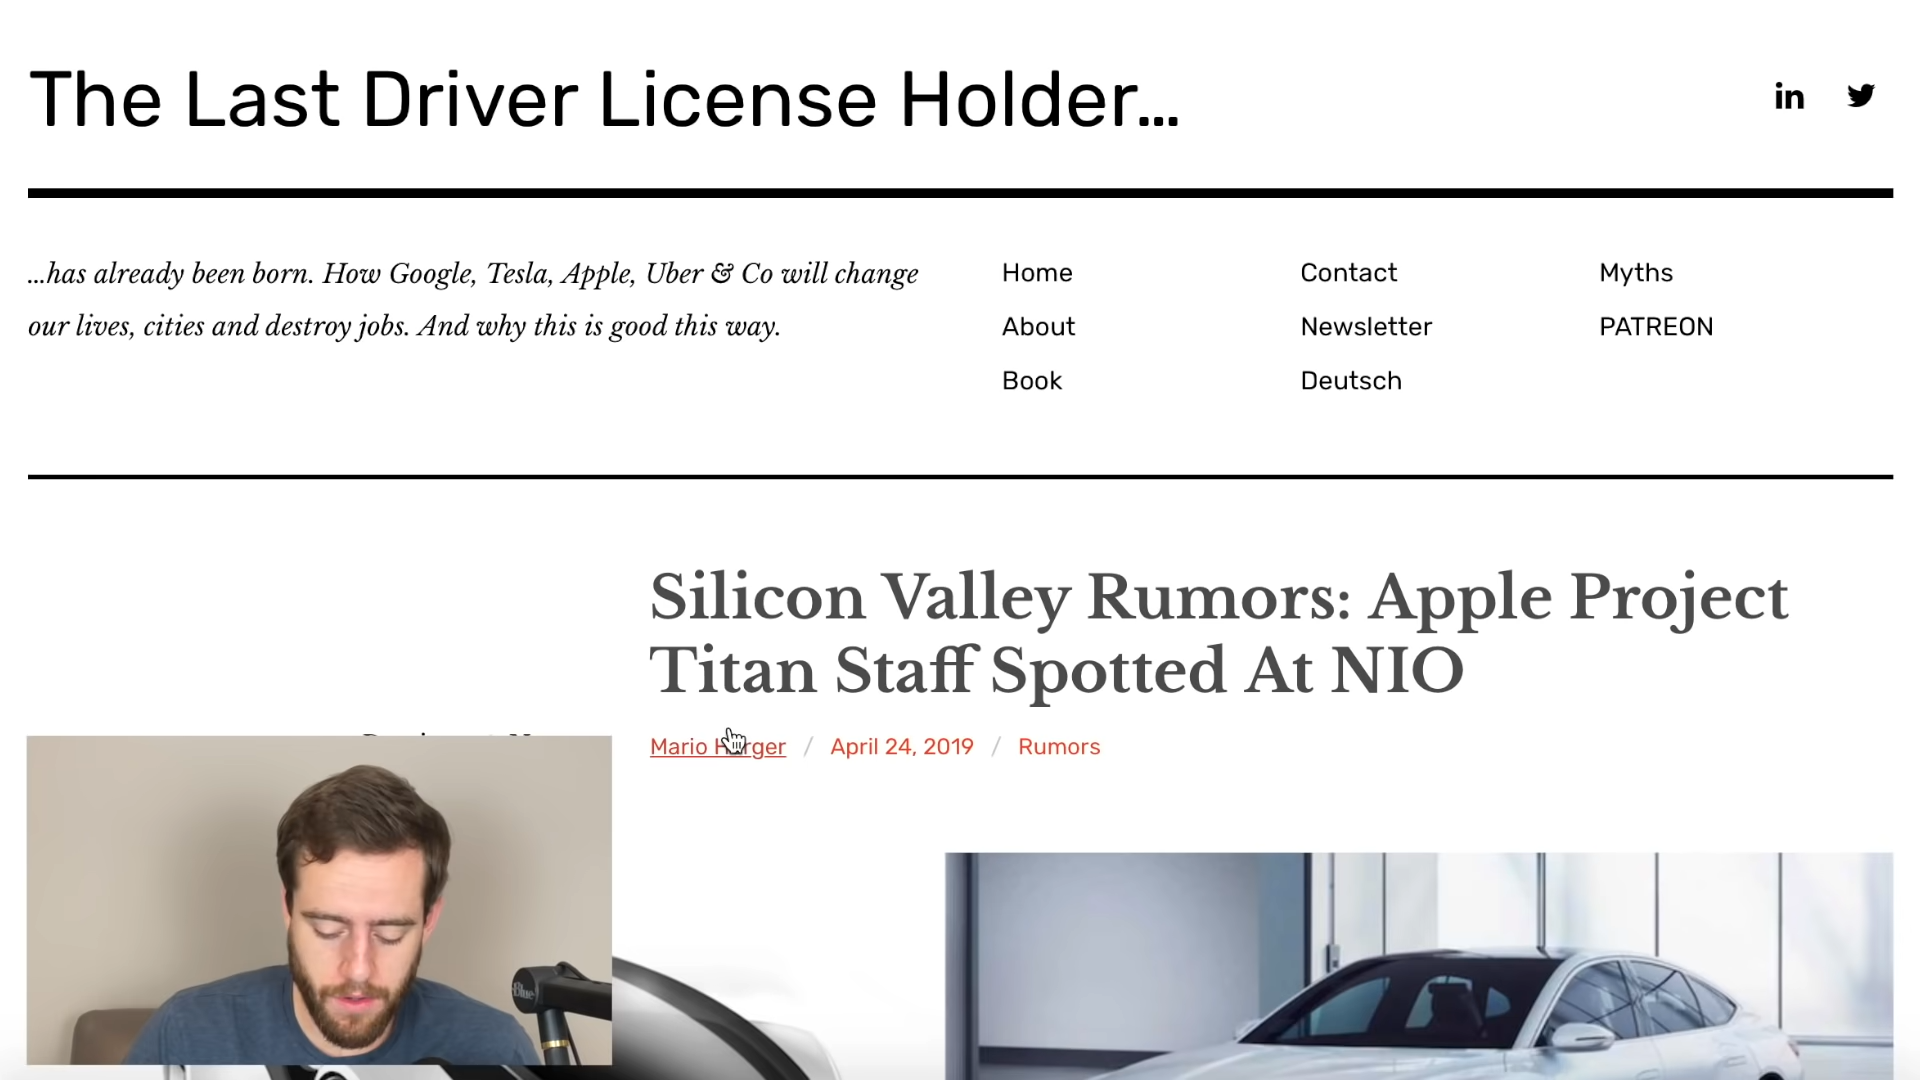 The Last Driver License Holder...
...has already been born. How Google, Tesla, Apple, Uber & Co will change
our lives, cities and destroy jobs. And why this is good this way.
Home
About
Book
Contact
Newsletter
Deutsch
Myths
PATREON
Silicon Valley Rumors: Apple Project
Titan Staff Spotted At NIO
Mario / April 24, 2019 / Rumors
Blue